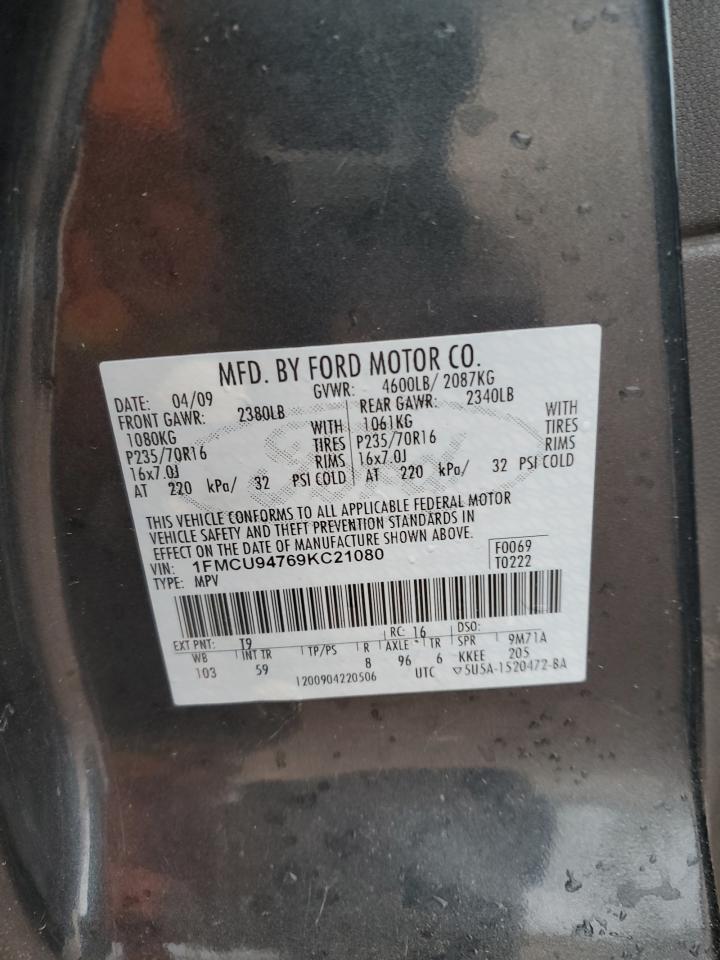 MFD. BY FORD MOTOR CO.
DATE: 04/09 GVWR: 4600LB/ 2087KG
FRONT GAWR: 2380LB REAR GAWR: 2340LB
1080KG WITH 1061KG WITH
P235/70R16 TIRES P235/70R16 TIRES
16x7.0J RIMS 16x7.0J RIMS
AT 220 kPa/ 32 PSI COLD AT 220 kPa/ 32 PSI COLD
THIS VEHICLE CONFORMS TO ALL APPLICABLE FEDERAL MOTOR
VEHICLE SAFETY AND THEFT PREVENTION STANDARDS IN
EFFECT ON THE DATE OF MANUFACTURE SHOWN ABOVE.
VIN: 1FMCU94769KC21080 F0069
TYPE: MPV T0222
EXT PNT: T9 RC: 16 DSO:
WB INT TR TP/PS R AXLE TR SPR 9M71A
103 59 8 96 6 KKEE 205
1200904220506 UTC ▽5U5A-1520472-BA